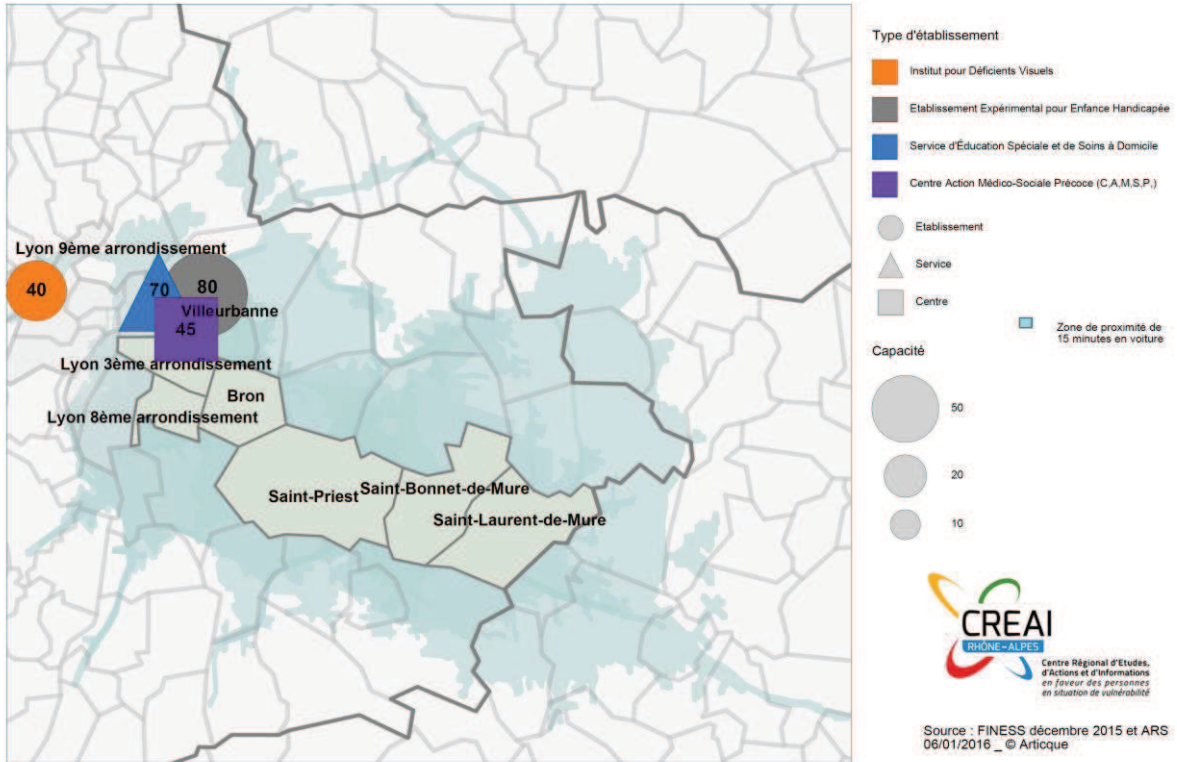 Lyon 9ème arrondissement
40
70
80
Villeurbanne
45
Lyon 3ème arrondissement
Bron
Lyon 8ème arrondissement
Saint-Priest
Saint-Bonnet-de-Mure
Saint-Laurent-de-Mure
Type d'établissement
Institut pour Déficients Visuels
Etablissement Expérimental pour Enfance Handicapée
Service d'Éducation Spéciale et de Soins à Domicile
Centre Action Médico-Sociale Précoce (C,A,M,S,P,)
Etablissement
Service
Centre
Zone de proximité de
15 minutes en voiture
Capacité
50
20
10
CREAI
RHÔNE-ALPES
Centre Régional d'Etudes,
d'Actions et d'Informations
en faveur des personnes
en situation de vulnérabilité
Source : FINESS décembre 2015 et ARS
06/01/2016 _ © Articque